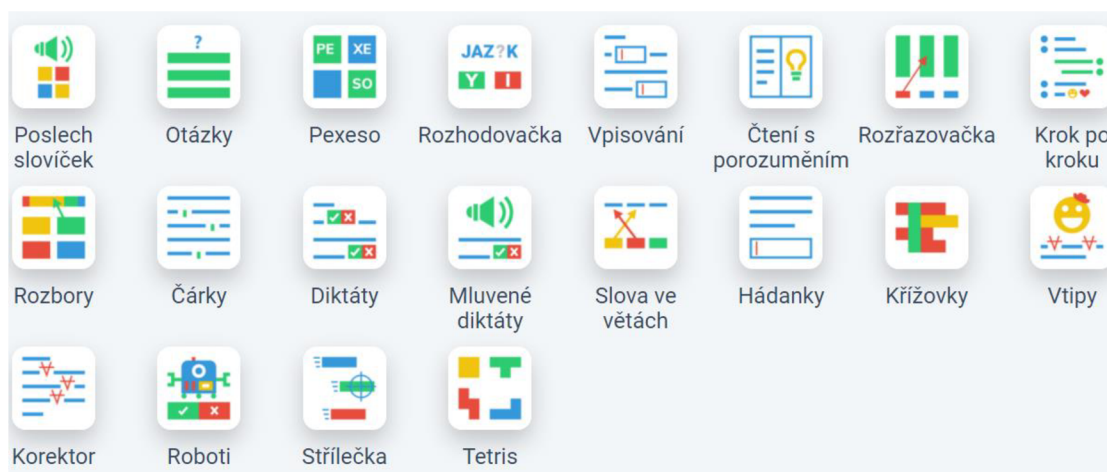 ?
PE XE
SO
JAZ?K
Y I
Poslech slovíček
Otázky
Pexeso
Rozhodovačka
Vpisování
Čtení s porozuměním
Rozřazovačka
Krok po kroku
Rozbory
Čárky
Diktáty
Mluvené diktáty
Slova ve větách
Hádanky
Křížovky
Vtipy
Korektor
Roboti
Střílečka
Tetris